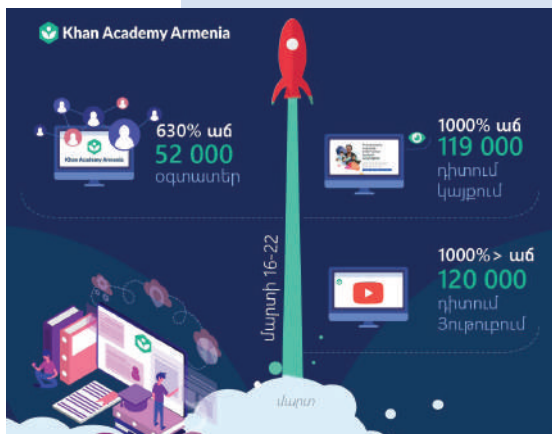 Khan Academy Armenia
630% աճ
52 000
օգտատեր
Khan Academy Armenia
1000% աճ
119 000
դիտում
կայքում
1000%> աճ
120 000
դիտում
Յութուբում
մարտի 16-22
մարտ